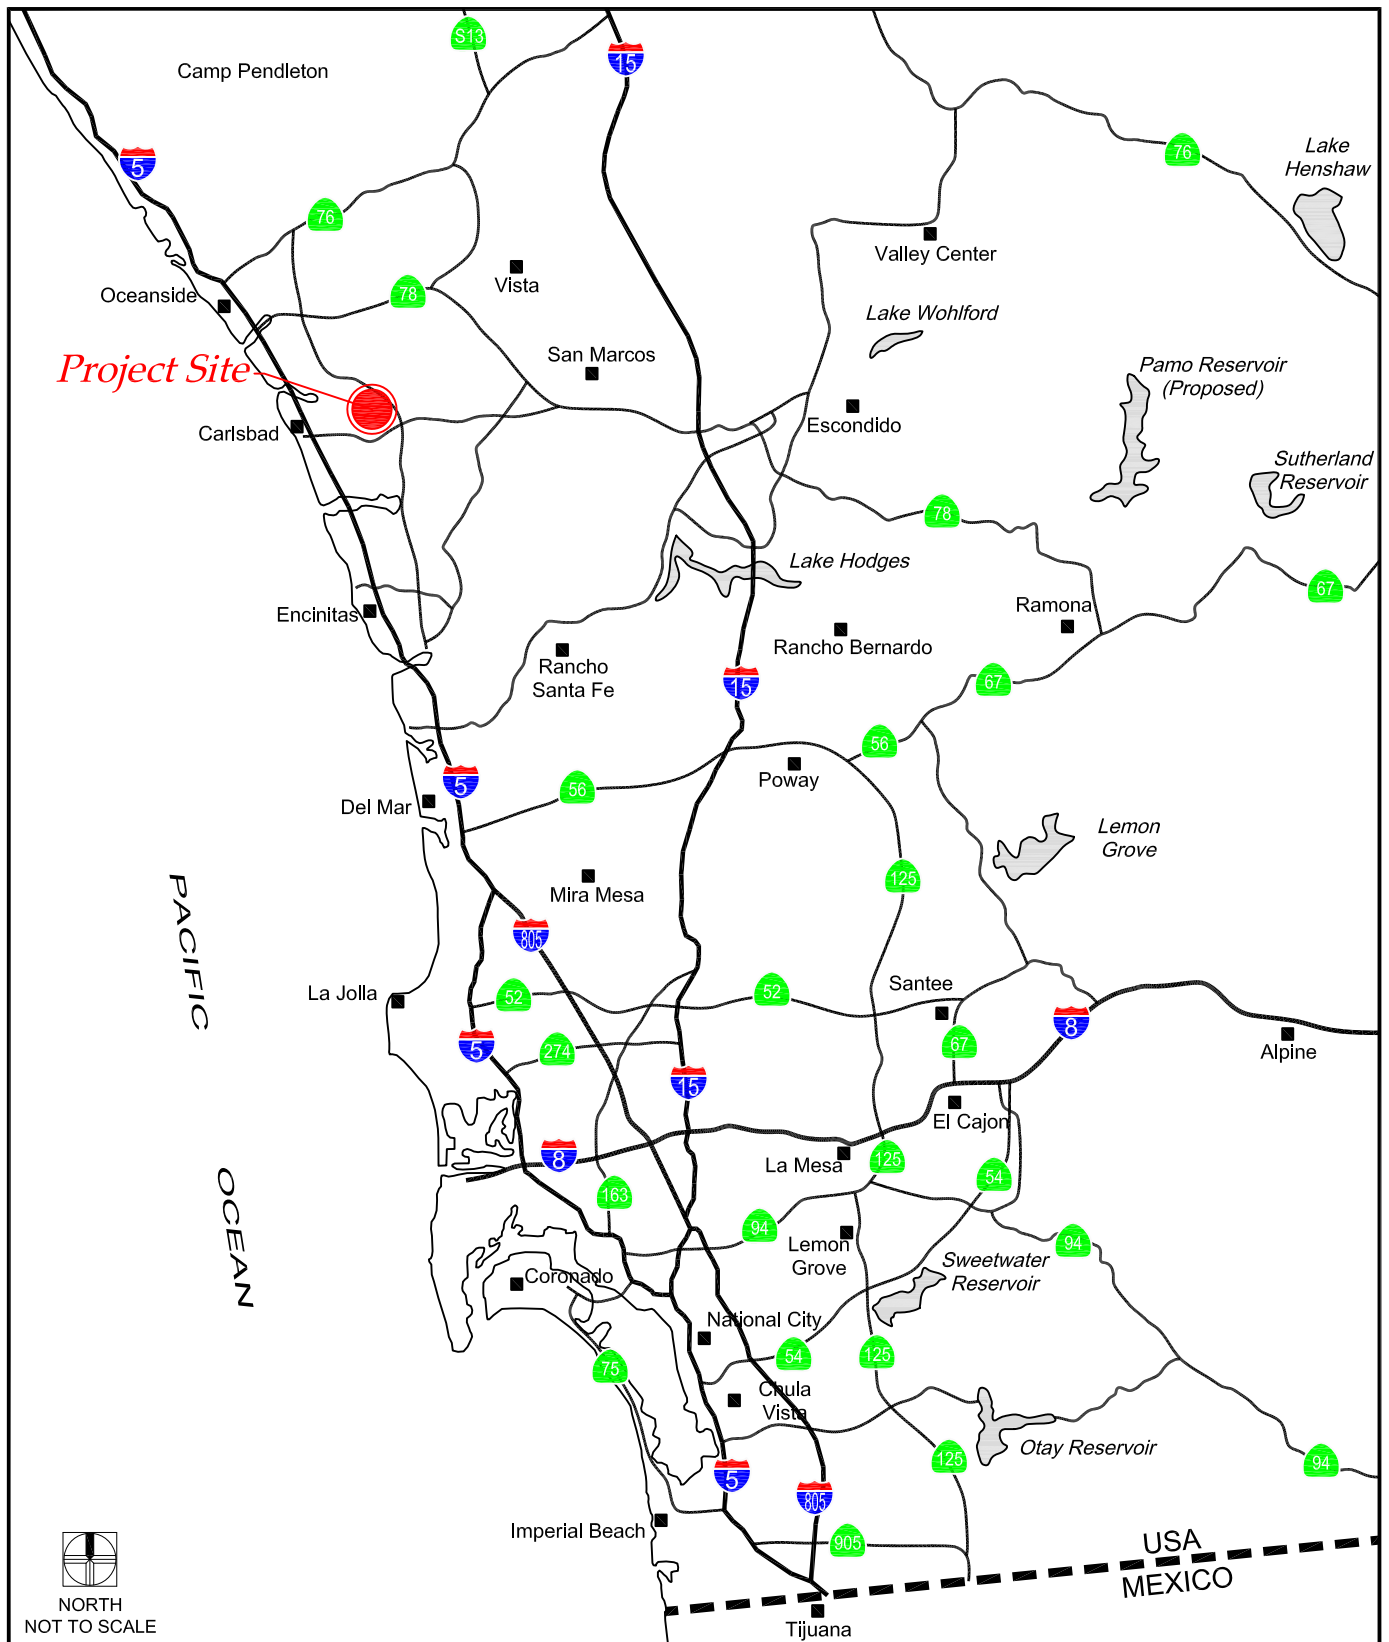 S13
15
Camp Pendleton
5
76
Lake
Henshaw
76
Valley Center
78
Vista
Oceanside
Lake Wohlford
San Marcos
Project Site
Pamo Reservoir
(Proposed)
Carlsbad
Escondido
Sutherland
Reservoir
78
Lake Hodges
67
Encinitas
Ramona
Rancho Bernardo
Rancho
Santa Fe
15
67
56
5
56
Poway
Del Mar
Lemon
Grove
125
Mira Mesa
PACIFIC
805
La Jolla
52
52
Santee
8
5
274
67
Alpine
15
El Cajon
8
La Mesa
125
54
163
OCEAN
94
Lemon
Grove
94
Sweetwater
Reservoir
Coronado
National City
75
54
125
Chula
Vista
Otay Reservoir
125
94
5
805
Imperial Beach
905
USA
MEXICO
NORTH
NOT TO SCALE
Tijuana